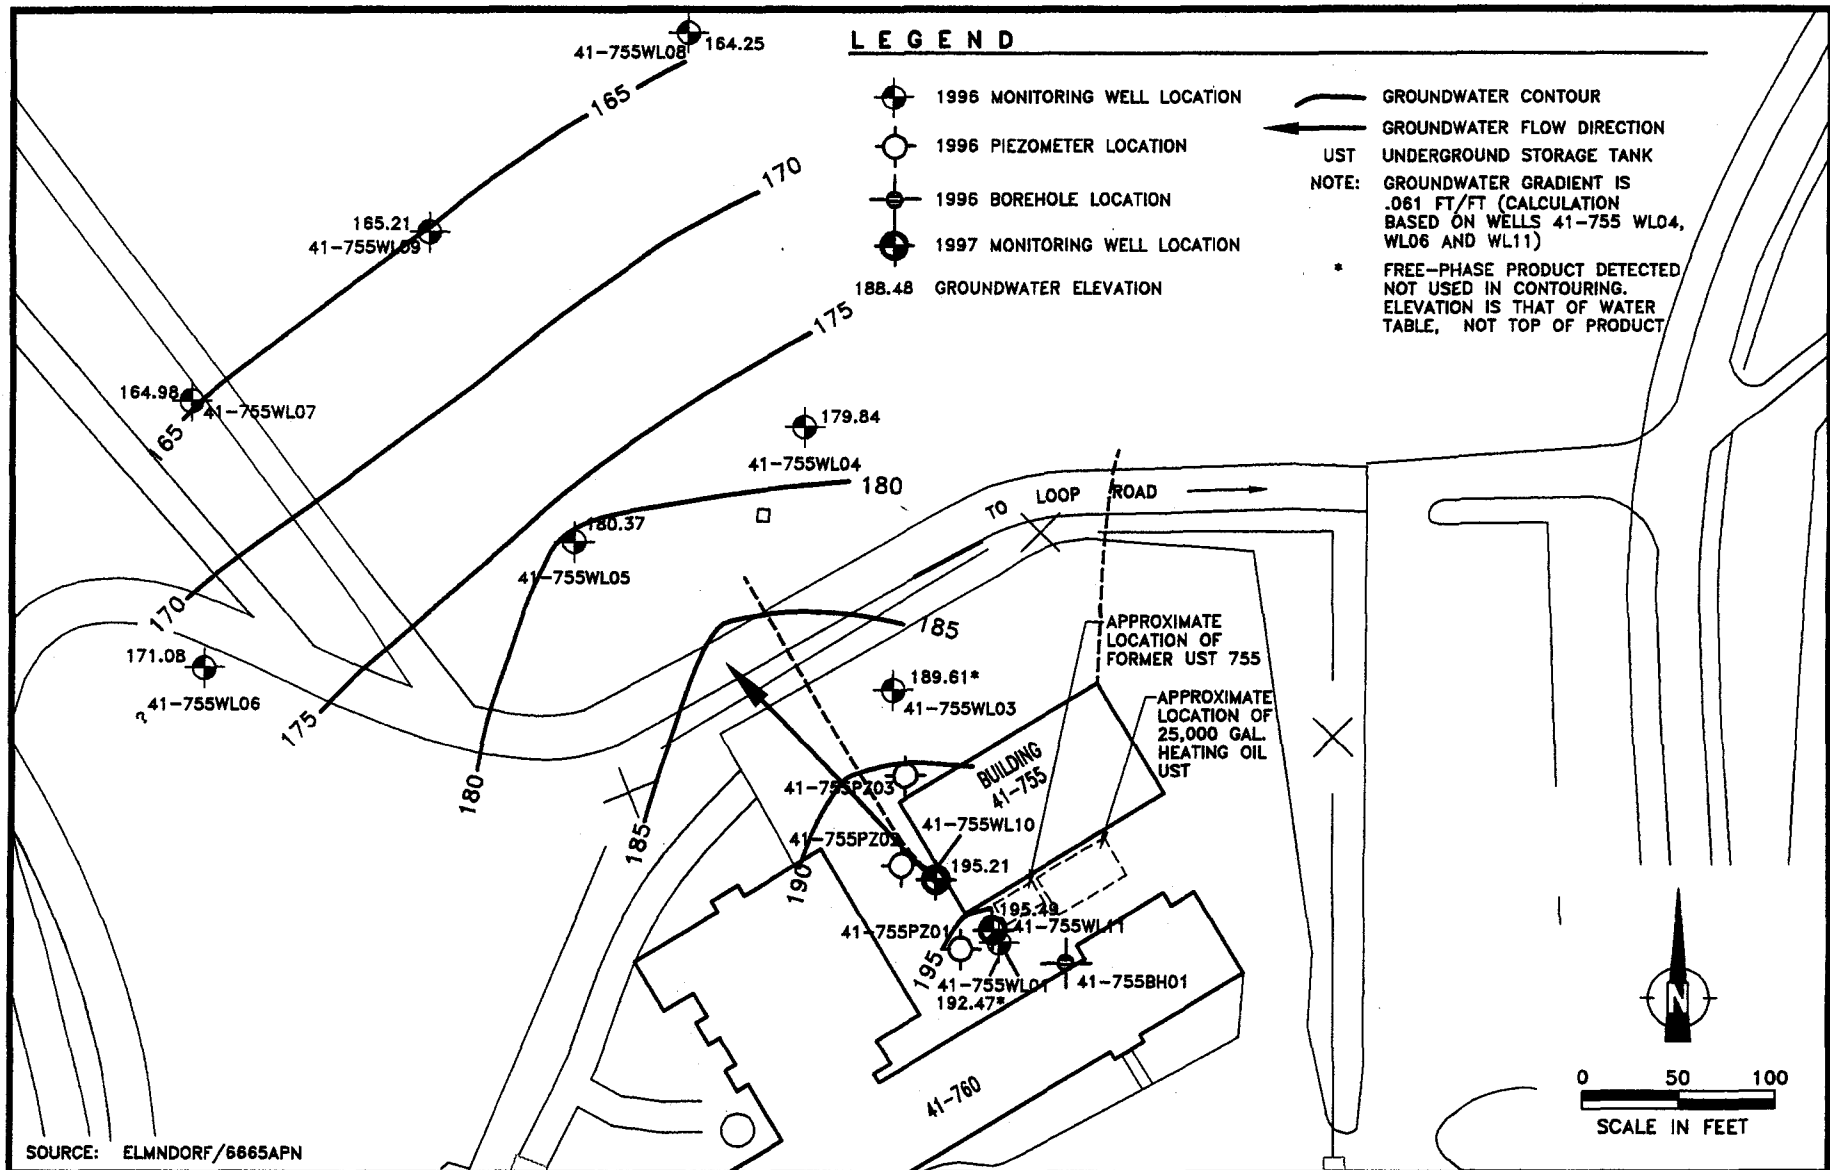 LEGEND
1996 MONITORING WELL LOCATION
1996 PIEZOMETER LOCATION
1996 BOREHOLE LOCATION
1997 MONITORING WELL LOCATION
188.48 GROUNDWATER ELEVATION
GROUNDWATER CONTOUR
GROUNDWATER FLOW DIRECTION
UST UNDERGROUND STORAGE TANK
NOTE: GROUNDWATER GRADIENT IS
.061 FT/FT (CALCULATION
BASED ON WELLS 41-755 WL04,
WL06 AND WL11)
* FREE-PHASE PRODUCT DETECTED
NOT USED IN CONTOURING.
ELEVATION IS THAT OF WATER
TABLE, NOT TOP OF PRODUCT
164.25
41-755WL08
165
170
165.21
41-755WL09
175
164.98
41-755WL07
165
179.84
41-755WL04
180
180.37
41-755WL05
TO LOOP ROAD
170
171.08
41-755WL06
?
175
185
189.61*
41-755WL03
APPROXIMATE
LOCATION OF
FORMER UST 755
APPROXIMATE
LOCATION OF
25,000 GAL.
HEATING OIL
UST
BUILDING
41-755
41-755PZ03
180
185
190
41-755PZ02
41-755WL10
195.21
195.49
41-755WL11
41-755PZ01
195
41-755WL01
192.47*
41-755BH01
41-760
N
0 50 100
SCALE IN FEET
SOURCE: ELMNDORF/6665APN